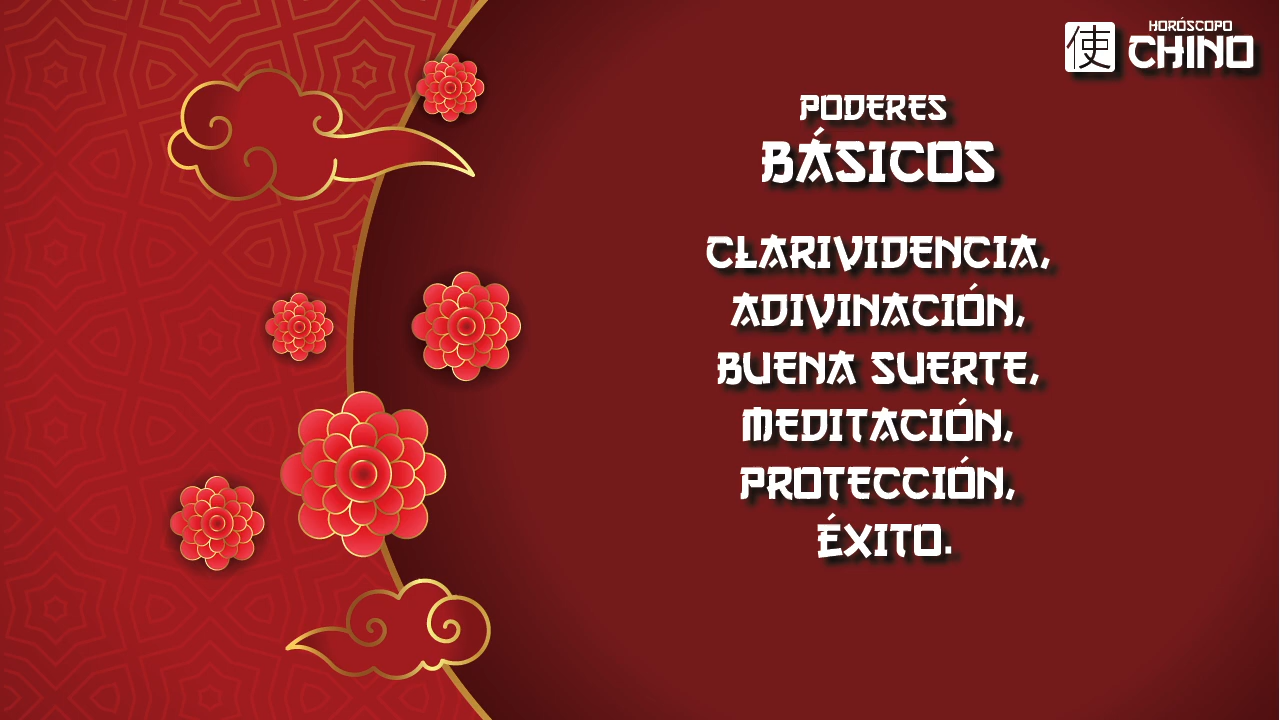 使
HORÓSCOPO
CHINO
PODERES
BÁSICOS
CLARIVIDENCIA,
ADIVINACIÓN,
BUENA SUERTE,
MEDITACIÓN,
PROTECCIÓN,
ÉXITO.